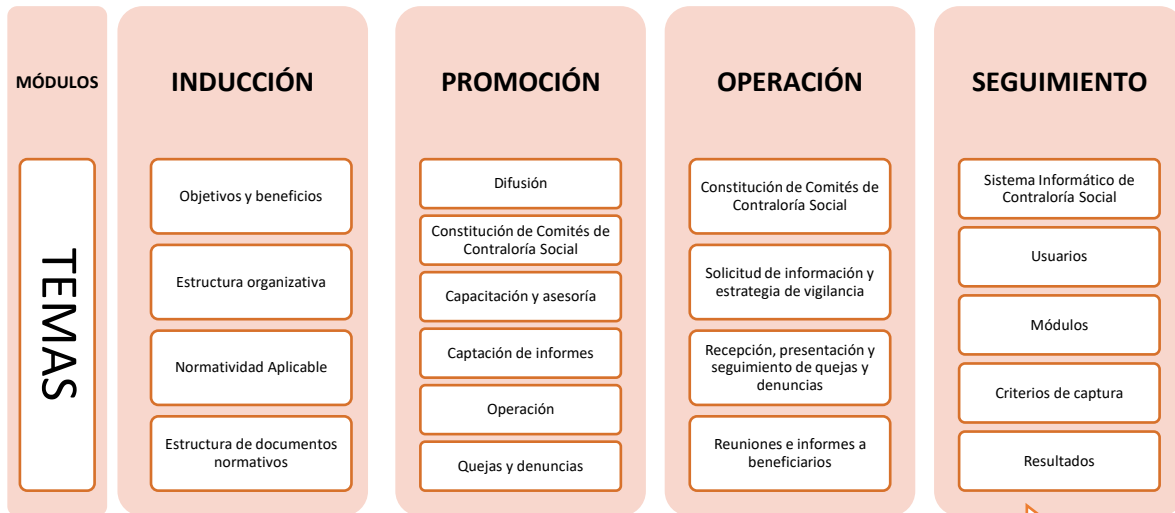 MÓDULOS
TEMAS
INDUCCIÓN
Objetivos y beneficios
Estructura organizativa
Normatividad Aplicable
Estructura de documentos
normativos
PROMOCIÓN
Difusión
Constitución de Comités de
Contraloría Social
Capacitación y asesoría
Captación de informes
Operación
Quejas y denuncias
OPERACIÓN
Constitución de Comités de
Contraloría Social
Solicitud de información y
estrategia de vigilancia
Recepción, presentación y
seguimiento de quejas y
denuncias
Reuniones e informes a
beneficiarios
SEGUIMIENTO
Sistema Informático de
Contraloría Social
Usuarios
Módulos
Criterios de captura
Resultados